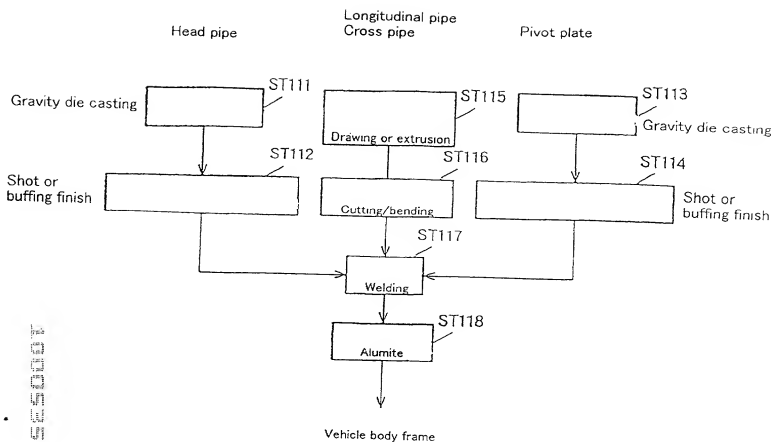 Head pipe
Longitudinal pipe
Cross pipe
Pivot plate
ST111
Gravity die casting
ST115
Drawing or extrusion
ST113
Gravity die casting
ST112
Shot or
buffing finish
ST116
Cutting/bending
ST114
Shot or
buffing finish
ST117
Welding
ST118
Alumite
Vehicle body frame